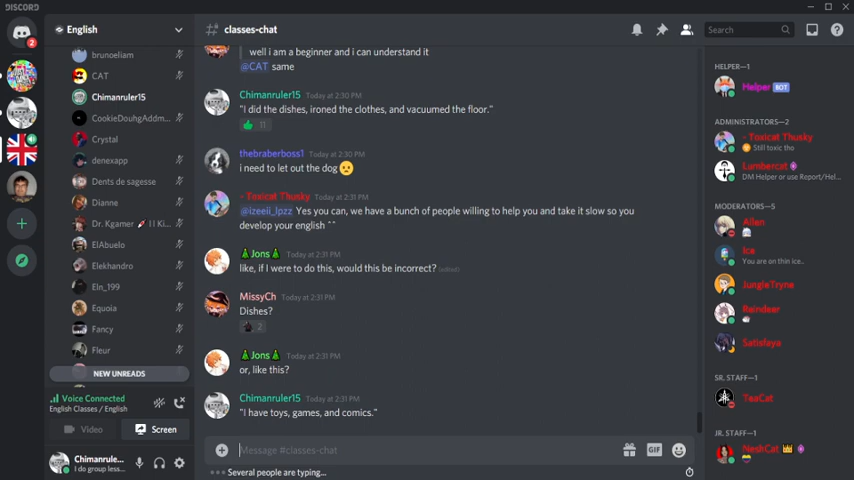 DISCORD
English
classes-chat
Search
2
brunoeliam
CAT
Chimanruler15
CookieDouhgAddm...
Crystal
denexapp
Dents de sagesse
Dianne
Dr. Kgamer
ElAbuelo
Elekhandro
Eln_199
Equoia
Fancy
Fleur
NEW UNREADS
Voice Connected
English Classes / English
Video
Screen
Chimanrule...
I do group less...
well i am a beginner and i can understand it
@CAT same
Chimanruler15 Today at 2:30 PM
"I did the dishes, ironed the clothes, and vacuumed the floor."
11
thebraberboss1 Today at 2:30 PM
i need to let out the dog
Toxicat Thusky Today at 2:31 PM
@izeeii_lpzz Yes you can, we have a bunch of people willing to help you and take it slow so you
develop your english ^^
Jons Today at 2:31 PM
like, if I were to do this, would this be incorrect? (edited)
MissyCh Today at 2:31 PM
Dishes?
2
Jons Today at 2:31 PM
or, like this?
Chimanruler15 Today at 2:31 PM
"I have toys, games, and comics."
Message #classes-chat
GIF
Several people are typing...
HELPER—1
Helper BOT
ADMINISTRATORS—2
Toxicat Thusky
Still toxic tho
Lumbercat
DM Helper or use Report/Hel...
MODERATORS—5
Allen
Ice
You are on thin ice..
JungleTryne
Reindeer
Satisfaya
SR. STAFF—1
TeaCat
JR. STAFF—1
NeshCat